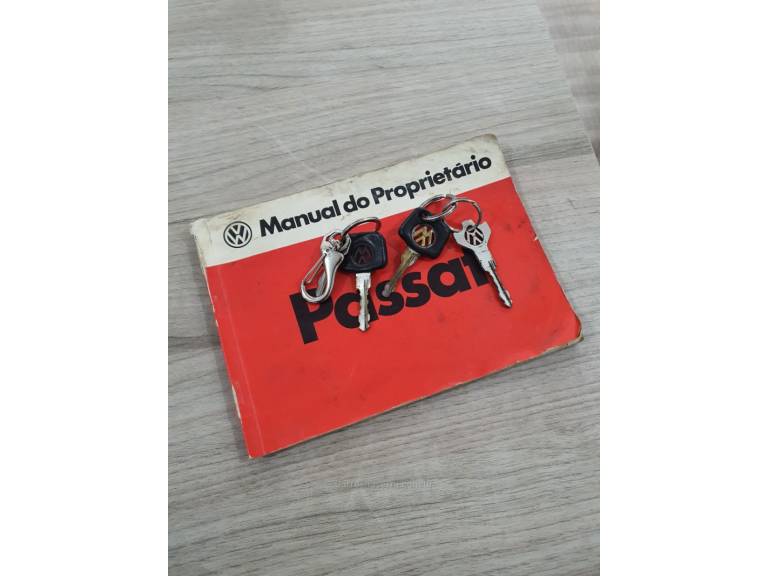 Manual do Proprietário
Passat